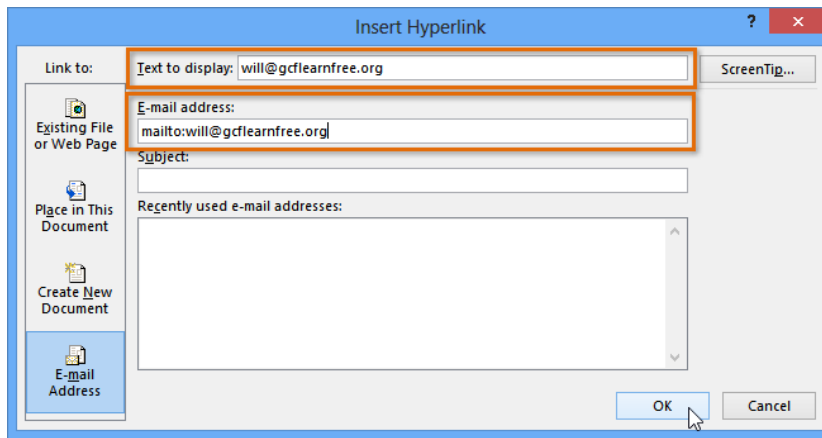 Insert Hyperlink
?
Link to:
Text to display: will@gcflearnfree.org
ScreenTip...
E-mail address:
mailto:will@gcflearnfree.org
Existing File
or Web Page
Subject:
Place in This
Document
Recently used e-mail addresses:
Create New
Document
E-mail
Address
OK
Cancel